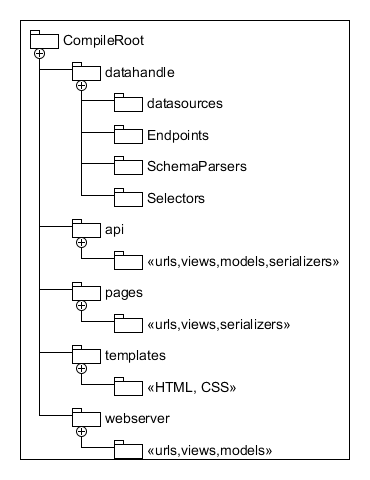 CompileRoot
datahandle
datasources
Endpoints
SchemaParsers
Selectors
api
«urls,views,models,serializers»
pages
«urls,views,serializers»
templates
«HTML, CSS»
webserver
«urls,views,models»